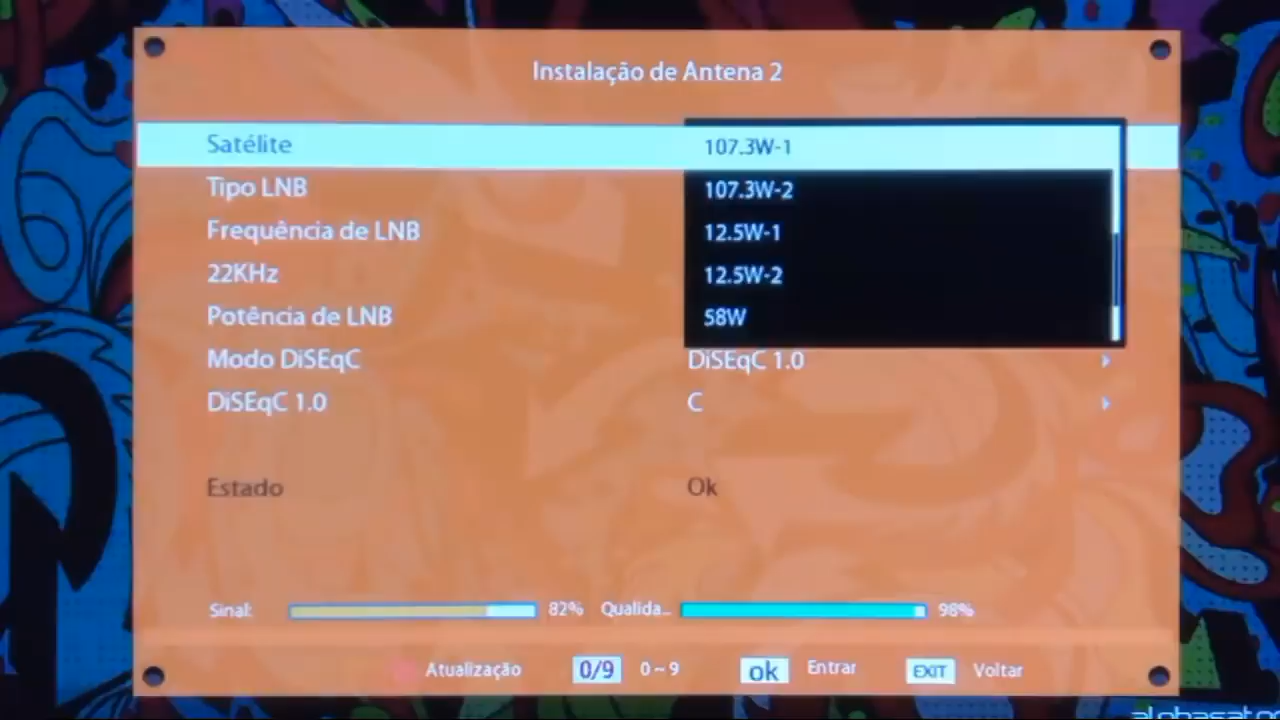 Instalação de Antena 2
Satélite 107.3W-1
Tipo LNB 107.3W-2
Frequência de LNB 12.5W-1
22KHz 12.5W-2
Potência de LNB 58W
Modo DiSEqC DiSEqC 1.0
DiSEqC 1.0 C
Estado Ok
Sinal: 82% Qualida... 98%
Atualização 0/9 0~9 ok Entrar EXIT Voltar